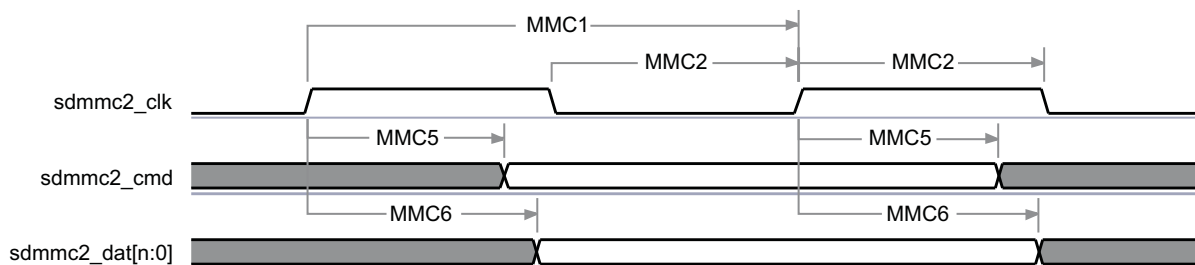 MMC1
MMC2 MMC2
sdmmc2_clk
MMC5 MMC5
sdmmc2_cmd
MMC6 MMC6
sdmmc2_dat[n:0]